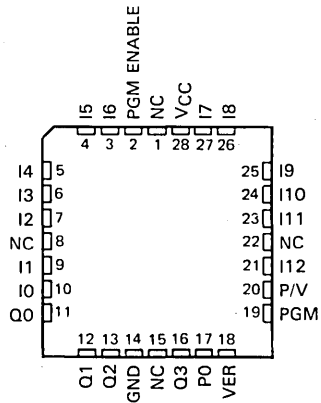 I5 I6 PGM ENABLE NC VCC I7 I8
4 3 2 1 28 27 26
I4 5 25 I9
I3 6 24 I10
I2 7 23 I11
NC 8 22 NC
I1 9 21 I12
I0 10 20 P/V
Q0 11 19 PGM
12 13 14 15 16 17 18
Q1 Q2 GND NC Q3 P0 VER